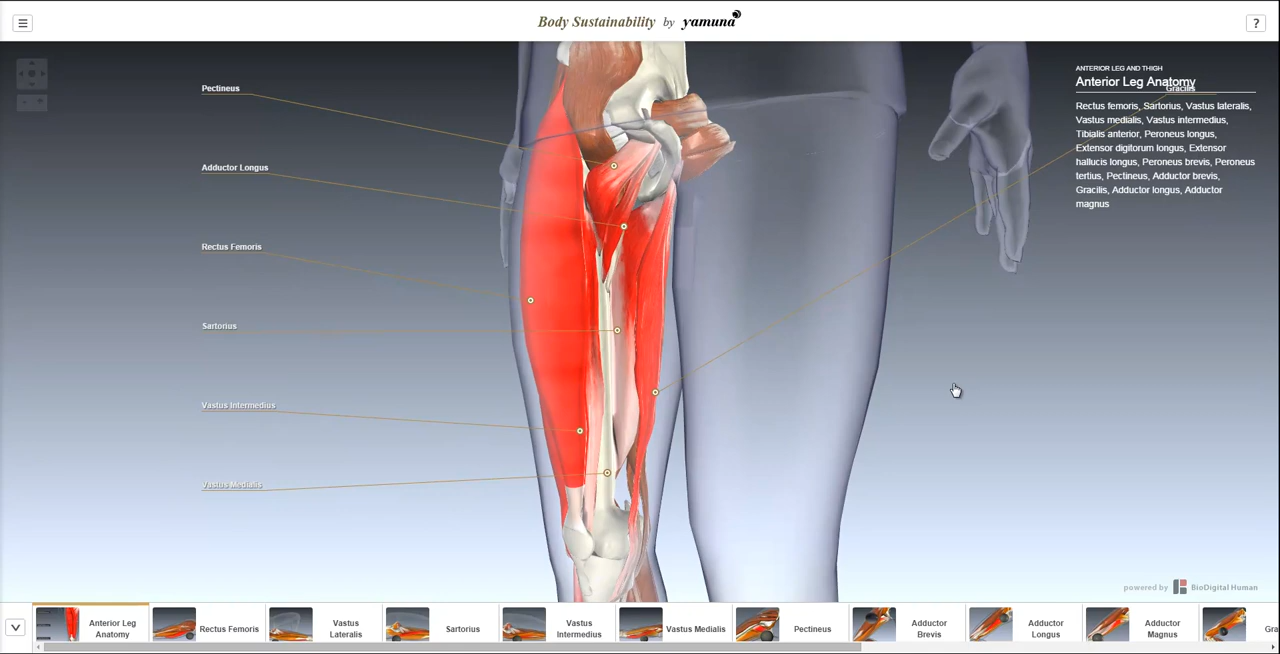 Body Sustainability by yamuna
?
Pectineus
Adductor Longus
Rectus Femoris
Sartorius
Vastus Intermedius
Vastus Medialis
ANTERIOR LEG AND THIGH
Anterior Leg Anatomy
Gracilis
Rectus femoris, Sartorius, Vastus lateralis,
Vastus medialis, Vastus intermedius,
Tibialis anterior, Peroneus longus,
Extensor digitorum longus, Extensor
hallucis longus, Peroneus brevis, Peroneus
tertius, Pectineus, Adductor brevis,
Gracilis, Adductor longus, Adductor
magnus
powered by BioDigital Human
Anterior Leg
Anatomy
Rectus Femoris
Vastus
Lateralis
Sartorius
Vastus
Intermedius
Vastus Medialis
Pectineus
Adductor
Brevis
Adductor
Longus
Adductor
Magnus
Gra